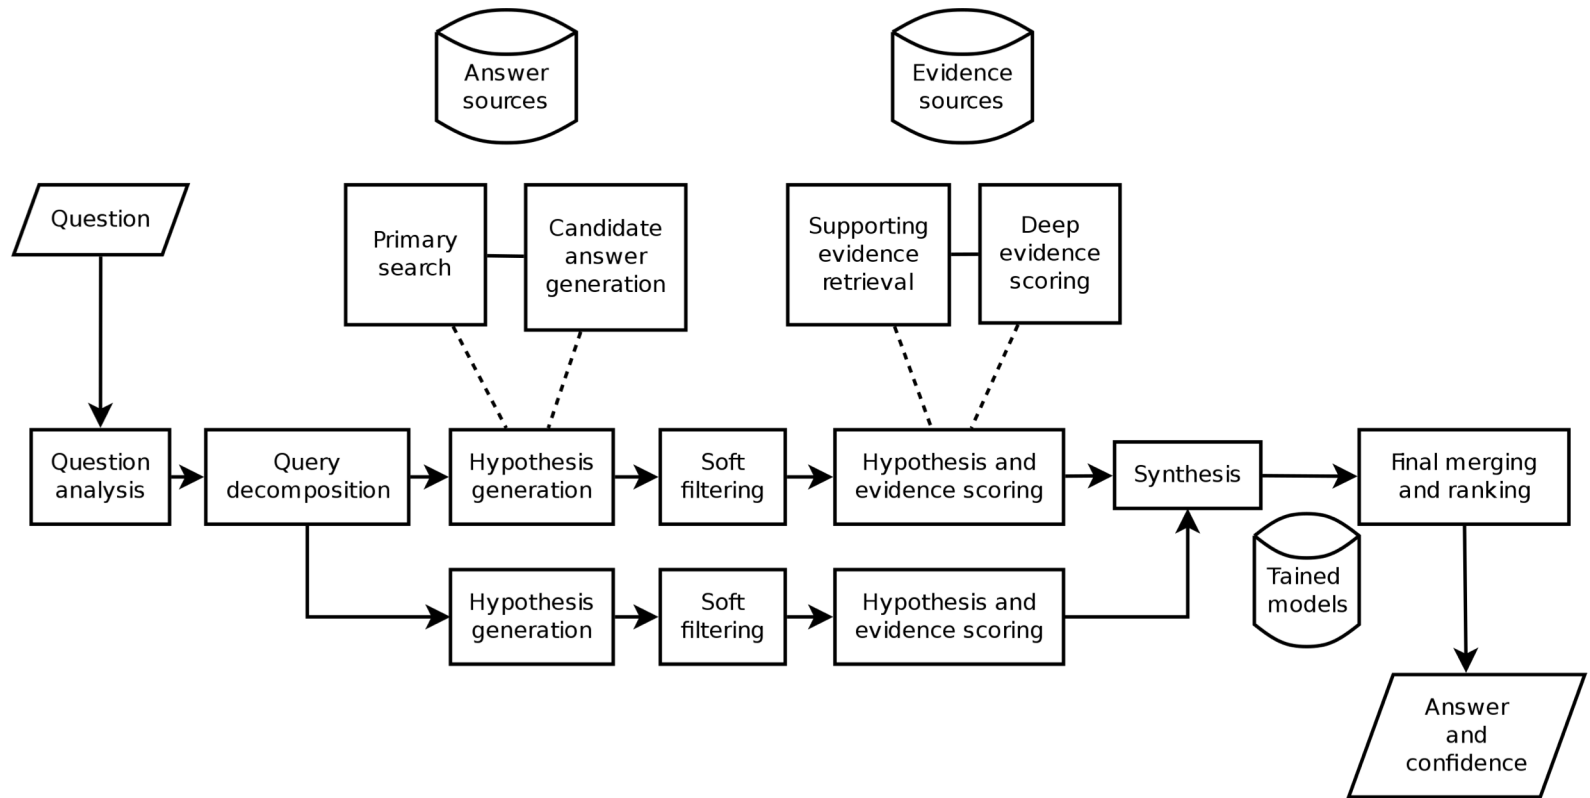 Answer
sources
Evidence
sources
Question
Primary
search
Candidate
answer
generation
Supporting
evidence
retrieval
Deep
evidence
scoring
Question
analysis
Query
decomposition
Hypothesis
generation
Soft
filtering
Hypothesis and
evidence scoring
Synthesis
Final merging
and ranking
Hypothesis
generation
Soft
filtering
Hypothesis and
evidence scoring
Tained
models
Answer
and
confidence